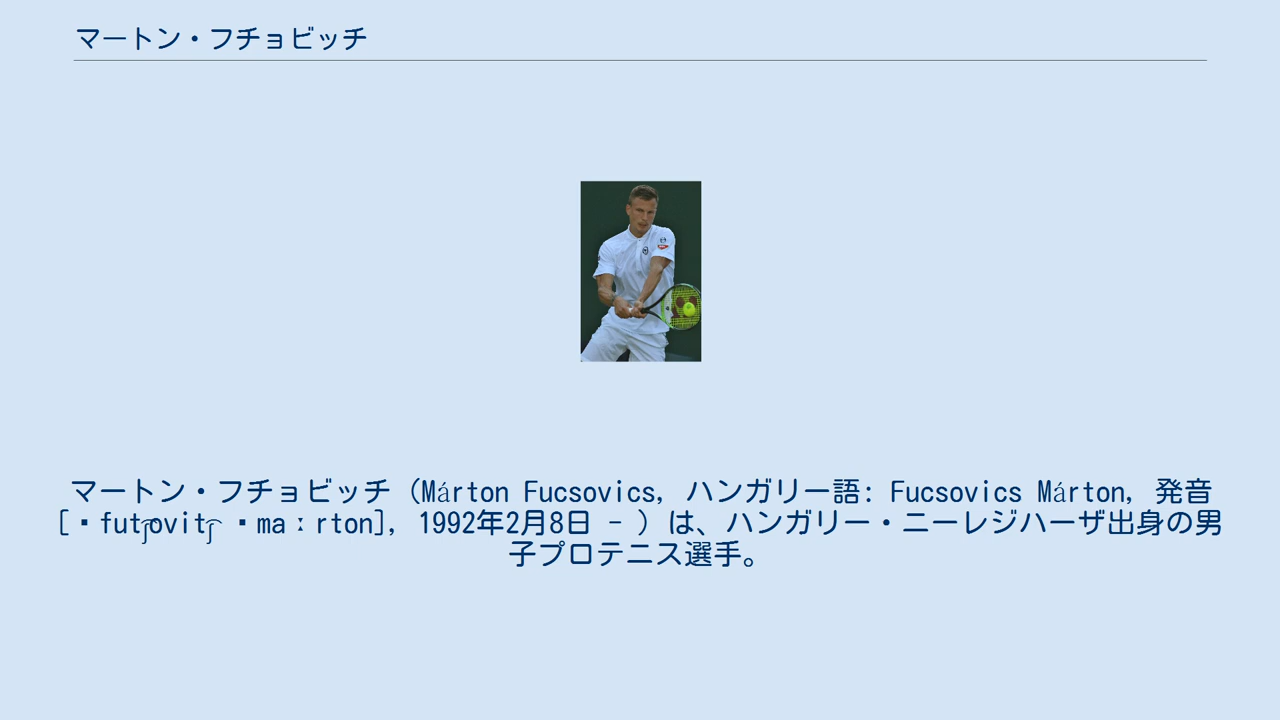 マートン・フチョビッチ
マートン・フチョビッチ（Márton Fucsovics, ハンガリー語: Fucsovics Márton, 発音
[ˈfutʃovitʃ ˈmaːrton], 1992年2月8日 - ）は、ハンガリー・ニーレジハーザ出身の男
子プロテニス選手。